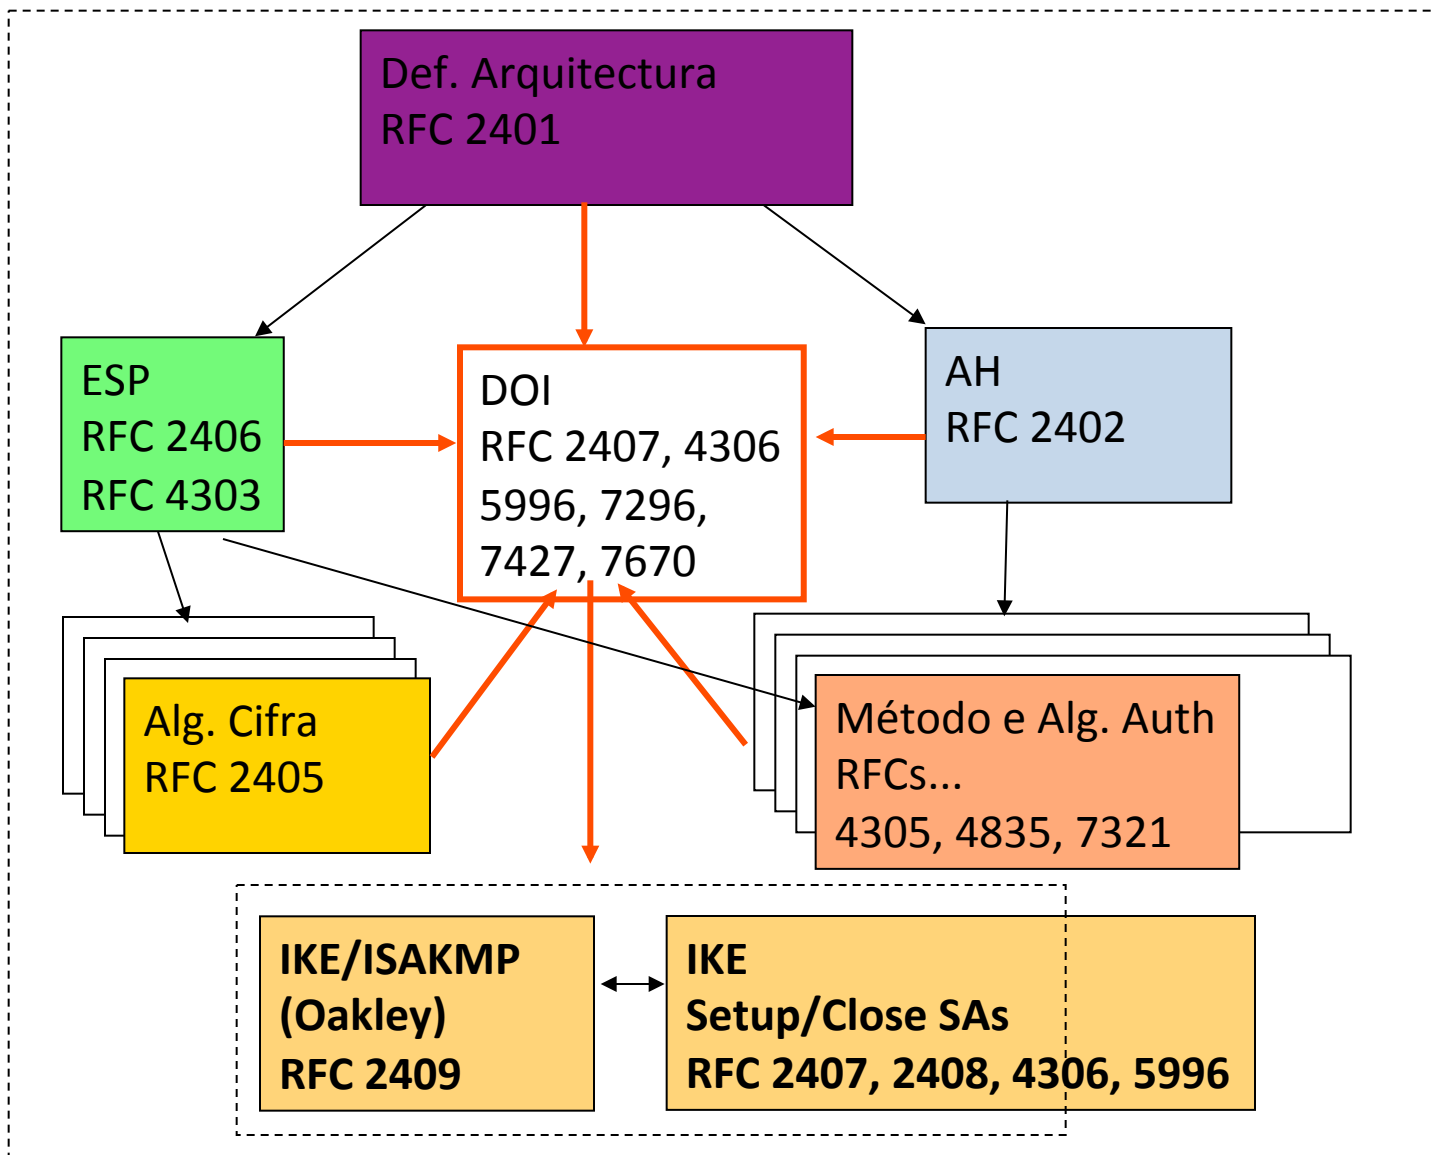 Def. Arquitectura
RFC 2401
ESP
RFC 2406
RFC 4303
DOI
RFC 2407, 4306
5996, 7296,
7427, 7670
AH
RFC 2402
Alg. Cifra
RFC 2405
Método e Alg. Auth
RFCs...
4305, 4835, 7321
IKE/ISAKMP
(Oakley)
RFC 2409
IKE
Setup/Close SAs
RFC 2407, 2408, 4306, 5996